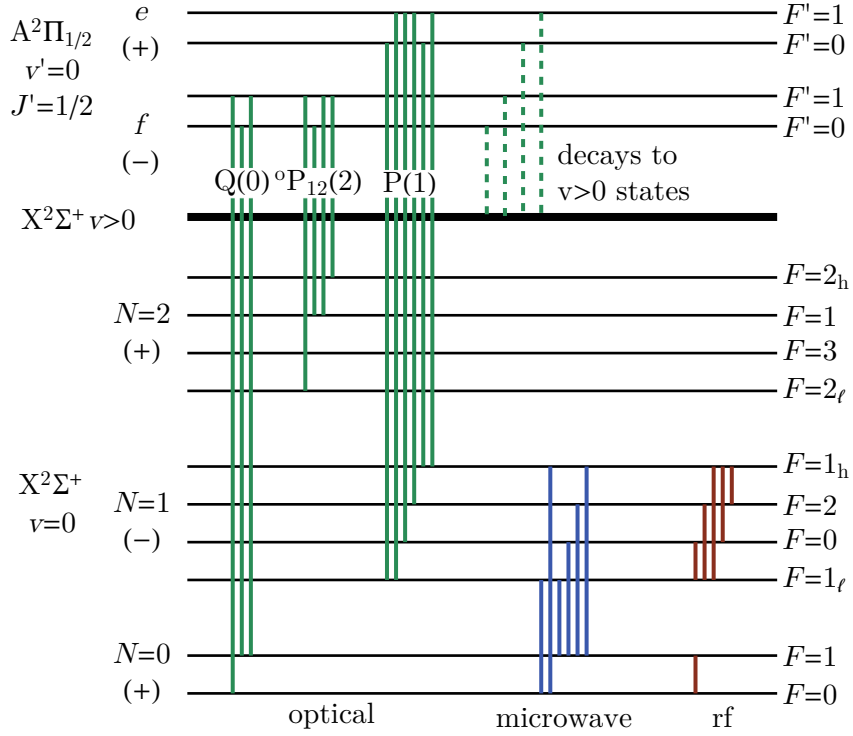 A²Π₁/₂
v'=0
J'=1/2
e
(+)
f
(−)
F'=1
F'=0
F'=1
F'=0
Q(0) ᵒP₁₂(2) P(1)
decays to
v>0 states
X²Σ⁺ v>0
N=2
(+)
F=2ₕ
F=1
F=3
F=2ℓ
X²Σ⁺
v=0
N=1
(−)
F=1ₕ
F=2
F=0
F=1ℓ
N=0
(+)
F=1
F=0
optical microwave rf